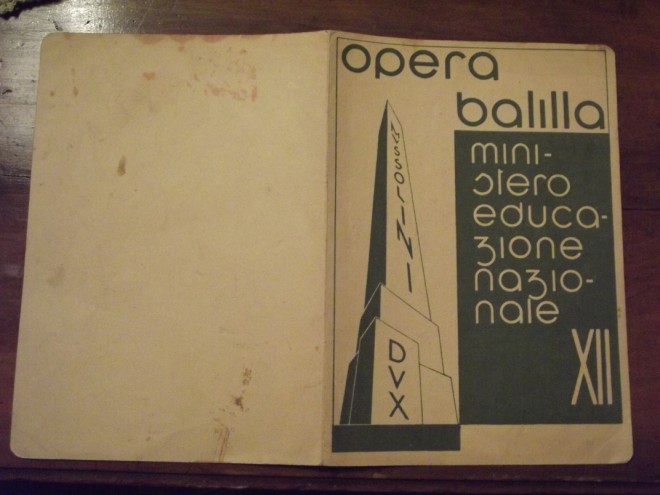 opera
balilla
mini-
stero
educa-
zione
nazio-
nale
XII
MUSSOLINI
DVX